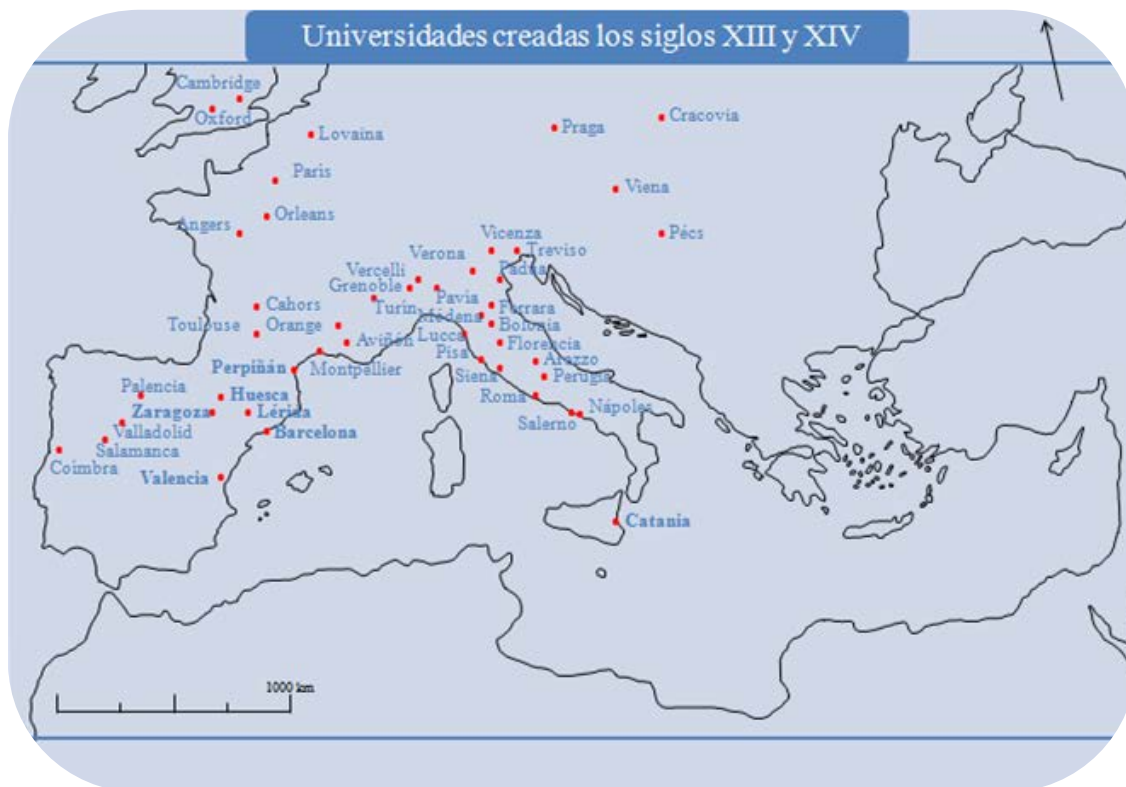 Universidades creadas los siglos XIII y XIV
Cambridge
Oxford
Lovaina
Praga
Cracovia
Paris
Viena
Orleans
Angers
Pécs
Vicenza
Verona
Treviso
Vercelli
Padua
Grenoble
Pavia
Turín
Ferrara
Cahors
Módena
Toulouse
Orange
Bolonia
Lucca
Aviñón
Florencia
Pisa
Arezzo
Perpiñán
Montpellier
Siena
Perugia
Palencia
Huesca
Roma
Zaragoza
Lérida
Nápoles
Salerno
Valladolid
Barcelona
Salamanca
Coimbra
Valencia
Catania
1000 km